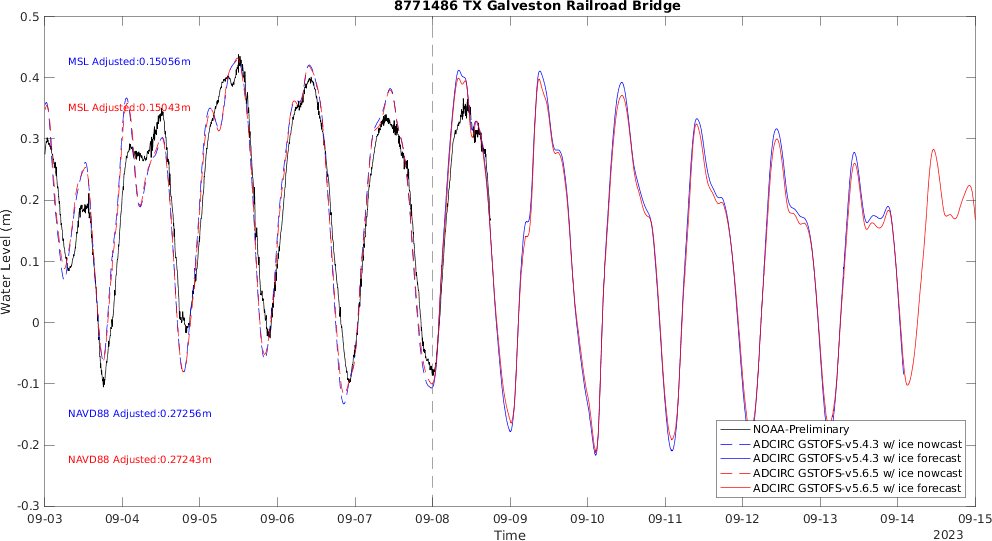 8771486 TX Galveston Railroad Bridge
0.5
0.4
0.3
0.2
0.1
0
-0.1
-0.2
-0.3
Water Level (m)
MSL Adjusted:0.15056m
MSL Adjusted:0.15043m
NAVD88 Adjusted:0.27256m
NAVD88 Adjusted:0.27243m
NOAA-Preliminary
ADCIRC GSTOFS-v5.4.3 w/ ice nowcast
ADCIRC GSTOFS-v5.4.3 w/ ice forecast
ADCIRC GSTOFS-v5.6.5 w/ ice nowcast
ADCIRC GSTOFS-v5.6.5 w/ ice forecast
09-03 09-04 09-05 09-06 09-07 09-08 09-09 09-10 09-11 09-12 09-13 09-14 09-15
Time
2023